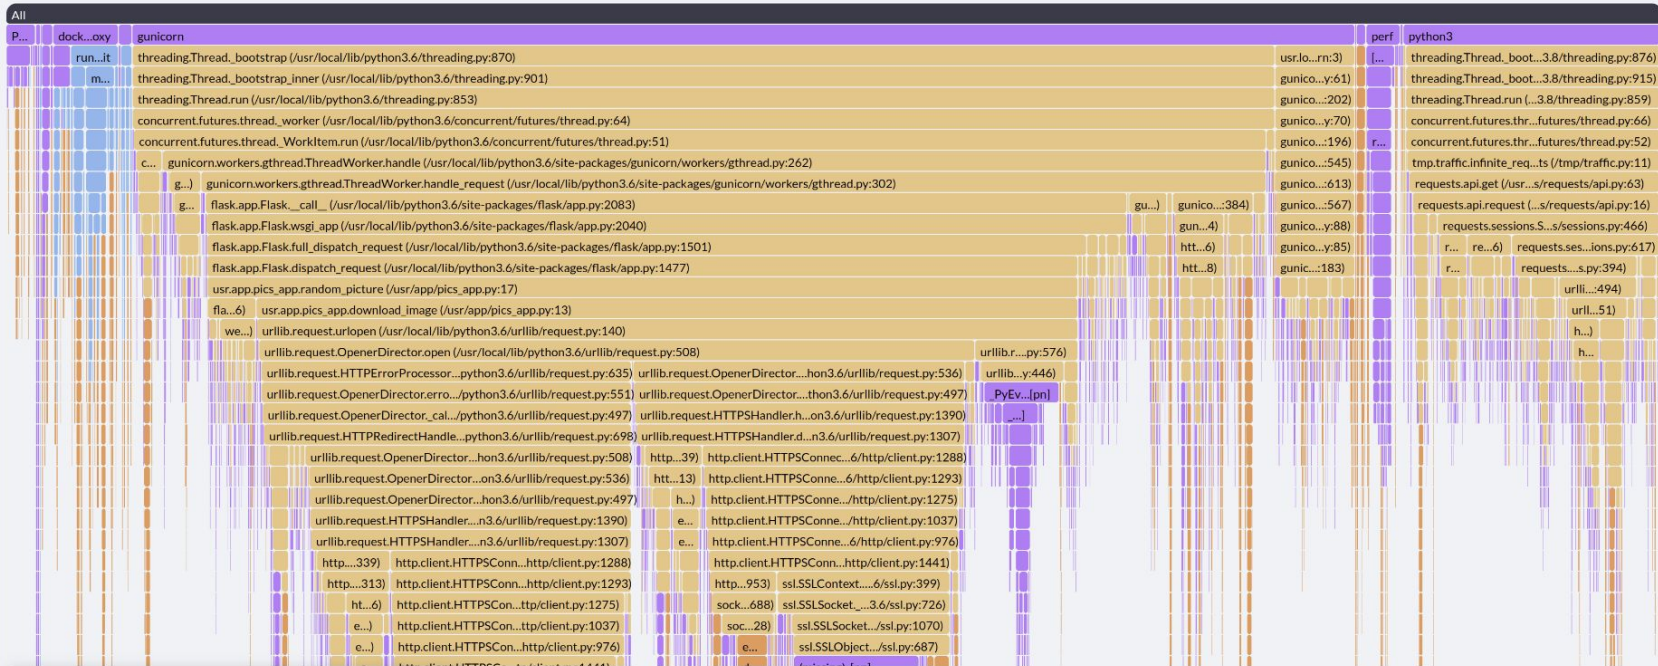 All
P... dock...oxy gunicorn perf python3
run...it threading.Thread._bootstrap (/usr/local/lib/python3.6/threading.py:870) usr.lo...rn:3) [... threading.Thread._boot...3.8/threading.py:876)
m... threading.Thread._bootstrap_inner (/usr/local/lib/python3.6/threading.py:901) gunico...y:61) threading.Thread._boot...3.8/threading.py:915)
threading.Thread.run (/usr/local/lib/python3.6/threading.py:853) gunico...:202) threading.Thread.run (...3.8/threading.py:859)
concurrent.futures.thread._worker (/usr/local/lib/python3.6/concurrent/futures/thread.py:64) gunico...y:70) concurrent.futures.thr...futures/thread.py:66)
concurrent.futures.thread._WorkItem.run (/usr/local/lib/python3.6/concurrent/futures/thread.py:51) gunico...:196) r... concurrent.futures.thr...futures/thread.py:52)
c... gunicorn.workers.gthread.ThreadWorker.handle (/usr/local/lib/python3.6/site-packages/gunicorn/workers/gthread.py:262) gunico...:545) tmp.traffic.infinite_req...ts (/tmp/traffic.py:11)
g...) gunicorn.workers.gthread.ThreadWorker.handle_request (/usr/local/lib/python3.6/site-packages/gunicorn/workers/gthread.py:302) gunico...:613) requests.api.get (/usr...s/requests/api.py:63)
g... flask.app.Flask.__call__ (/usr/local/lib/python3.6/site-packages/flask/app.py:2083) gu...) gunico...:384) gunico...:567) requests.api.request (...s/requests/api.py:16)
flask.app.Flask.wsgi_app (/usr/local/lib/python3.6/site-packages/flask/app.py:2040) gun...4) gunico...y:88) requests.sessions.S...s/sessions.py:466)
flask.app.Flask.full_dispatch_request (/usr/local/lib/python3.6/site-packages/flask/app.py:1501) htt...6) gunico...y:85) r... re...6) requests.ses...ions.py:617)
flask.app.Flask.dispatch_request (/usr/local/lib/python3.6/site-packages/flask/app.py:1477) htt...8) gunic...:183) r... requests....s.py:394)
usr.app.pics_app.random_picture (/usr/app/pics_app.py:17) urlli...:494)
fla...6) usr.app.pics_app.download_image (/usr/app/pics_app.py:13) urll...51)
we...) urllib.request.urlopen (/usr/local/lib/python3.6/urllib/request.py:140) h...)
urllib.request.OpenerDirector.open (/usr/local/lib/python3.6/urllib/request.py:508) urllib.r....py:576) h...
urllib.request.HTTPErrorProcessor...python3.6/urllib/request.py:635) urllib.request.OpenerDirector....hon3.6/urllib/request.py:536) urllib...y:446)
urllib.request.OpenerDirector.erro.../python3.6/urllib/request.py:551) urllib.request.OpenerDirector....thon3.6/urllib/request.py:497) _PyEv...[pn]
urllib.request.OpenerDirector._cal.../python3.6/urllib/request.py:497) urllib.request.HTTPSHandler.h...on3.6/urllib/request.py:1390) _...]
urllib.request.HTTPRedirectHandle...python3.6/urllib/request.py:698) urllib.request.HTTPSHandler.d...n3.6/urllib/request.py:1307)
urllib.request.OpenerDirector...hon3.6/urllib/request.py:508) http...39) http.client.HTTPSConnec...6/http/client.py:1288)
urllib.request.OpenerDirector...on3.6/urllib/request.py:536) htt...13) http.client.HTTPSConne.../http/client.py:1293)
urllib.request.OpenerDirector...hon3.6/urllib/request.py:497) h...) http.client.HTTPSConne.../http/client.py:1275)
urllib.request.HTTPSHandler....n3.6/urllib/request.py:1390) e... http.client.HTTPSConne.../http/client.py:1037)
urllib.request.HTTPSHandler....n3.6/urllib/request.py:1307) e... http.client.HTTPSConne...6/http/client.py:976)
http....339) http.client.HTTPSConn...http/client.py:1288) http.client.HTTPSConne.../http/client.py:1441)
http...:313) http.client.HTTPSConn...http/client.py:1293) http...953) ssl.SSLContext.....6/ssl.py:399)
ht...6) http.client.HTTPSCon...ttp/client.py:1275) sock...688) ssl.SSLSocket._...3.6/ssl.py:726)
e...) http.client.HTTPSCon...ttp/client.py:1037) soc...28) ssl.SSLSocket.../ssl.py:1070)
e...) http.client.HTTPSConn...http/client.py:976) e... ssl.SSLObject.../ssl.py:687)